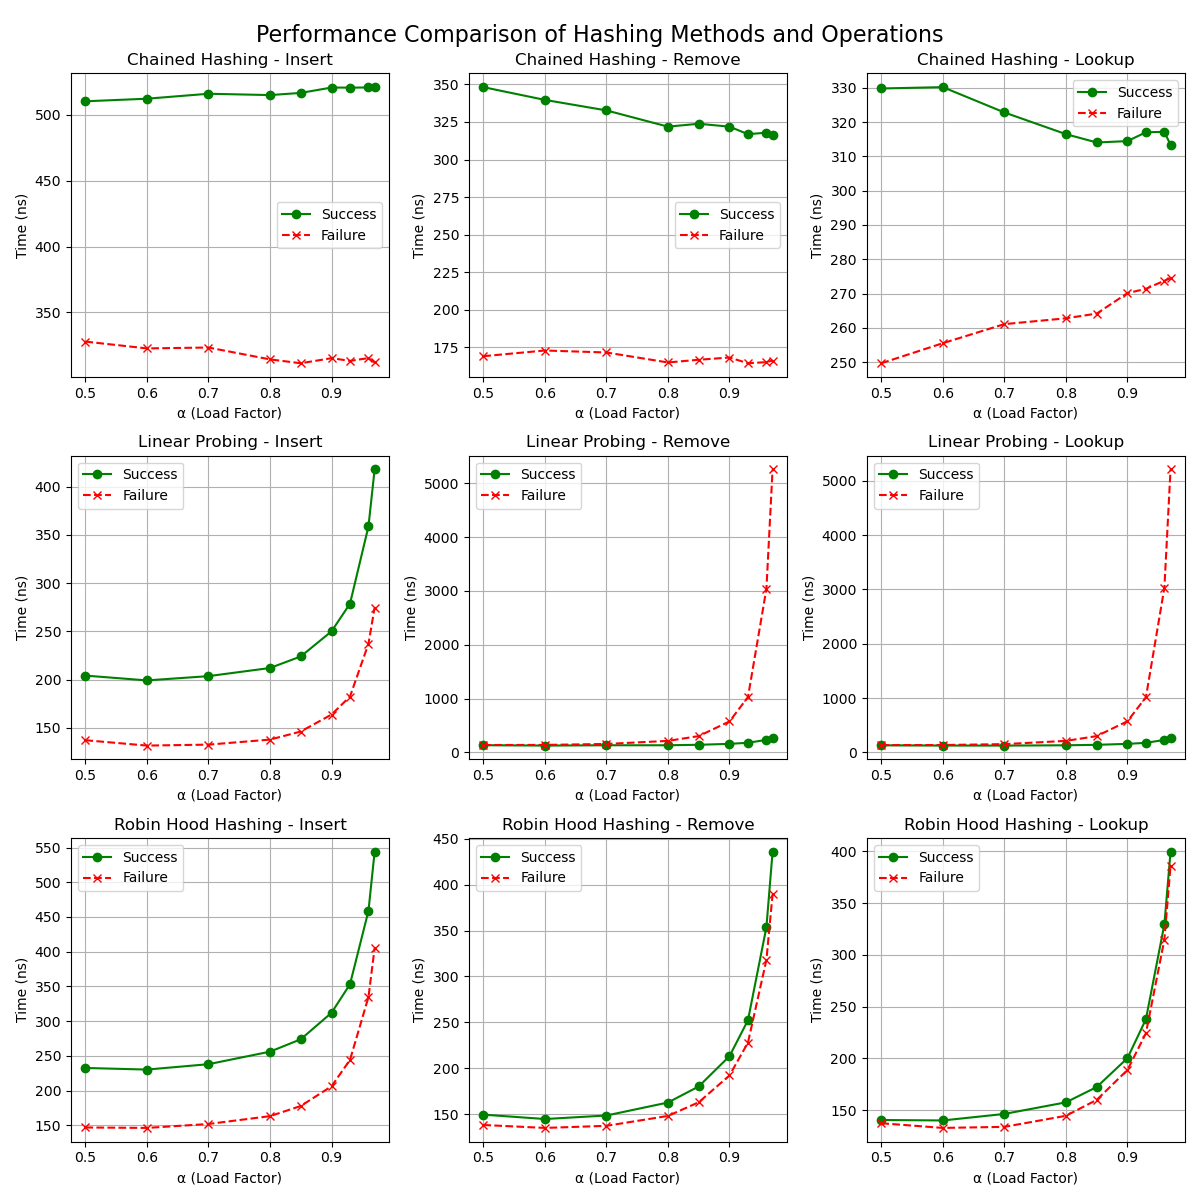 Performance Comparison of Hashing Methods and Operations
Chained Hashing - Insert
Time (ns)
500
450
400
350
Success
Failure
0.5 0.6 0.7 0.8 0.9
α (Load Factor)
Chained Hashing - Remove
Time (ns)
350
325
300
275
250
225
200
175
Success
Failure
0.5 0.6 0.7 0.8 0.9
α (Load Factor)
Chained Hashing - Lookup
Time (ns)
330
320
310
300
290
280
270
260
250
Success
Failure
0.5 0.6 0.7 0.8 0.9
α (Load Factor)
Linear Probing - Insert
Time (ns)
400
350
300
250
200
150
Success
Failure
0.5 0.6 0.7 0.8 0.9
α (Load Factor)
Linear Probing - Remove
Time (ns)
5000
4000
3000
2000
1000
0
Success
Failure
0.5 0.6 0.7 0.8 0.9
α (Load Factor)
Linear Probing - Lookup
Time (ns)
5000
4000
3000
2000
1000
0
Success
Failure
0.5 0.6 0.7 0.8 0.9
α (Load Factor)
Robin Hood Hashing - Insert
Time (ns)
550
500
450
400
350
300
250
200
150
Success
Failure
0.5 0.6 0.7 0.8 0.9
α (Load Factor)
Robin Hood Hashing - Remove
Time (ns)
450
400
350
300
250
200
150
Success
Failure
0.5 0.6 0.7 0.8 0.9
α (Load Factor)
Robin Hood Hashing - Lookup
Time (ns)
400
350
300
250
200
150
Success
Failure
0.5 0.6 0.7 0.8 0.9
α (Load Factor)